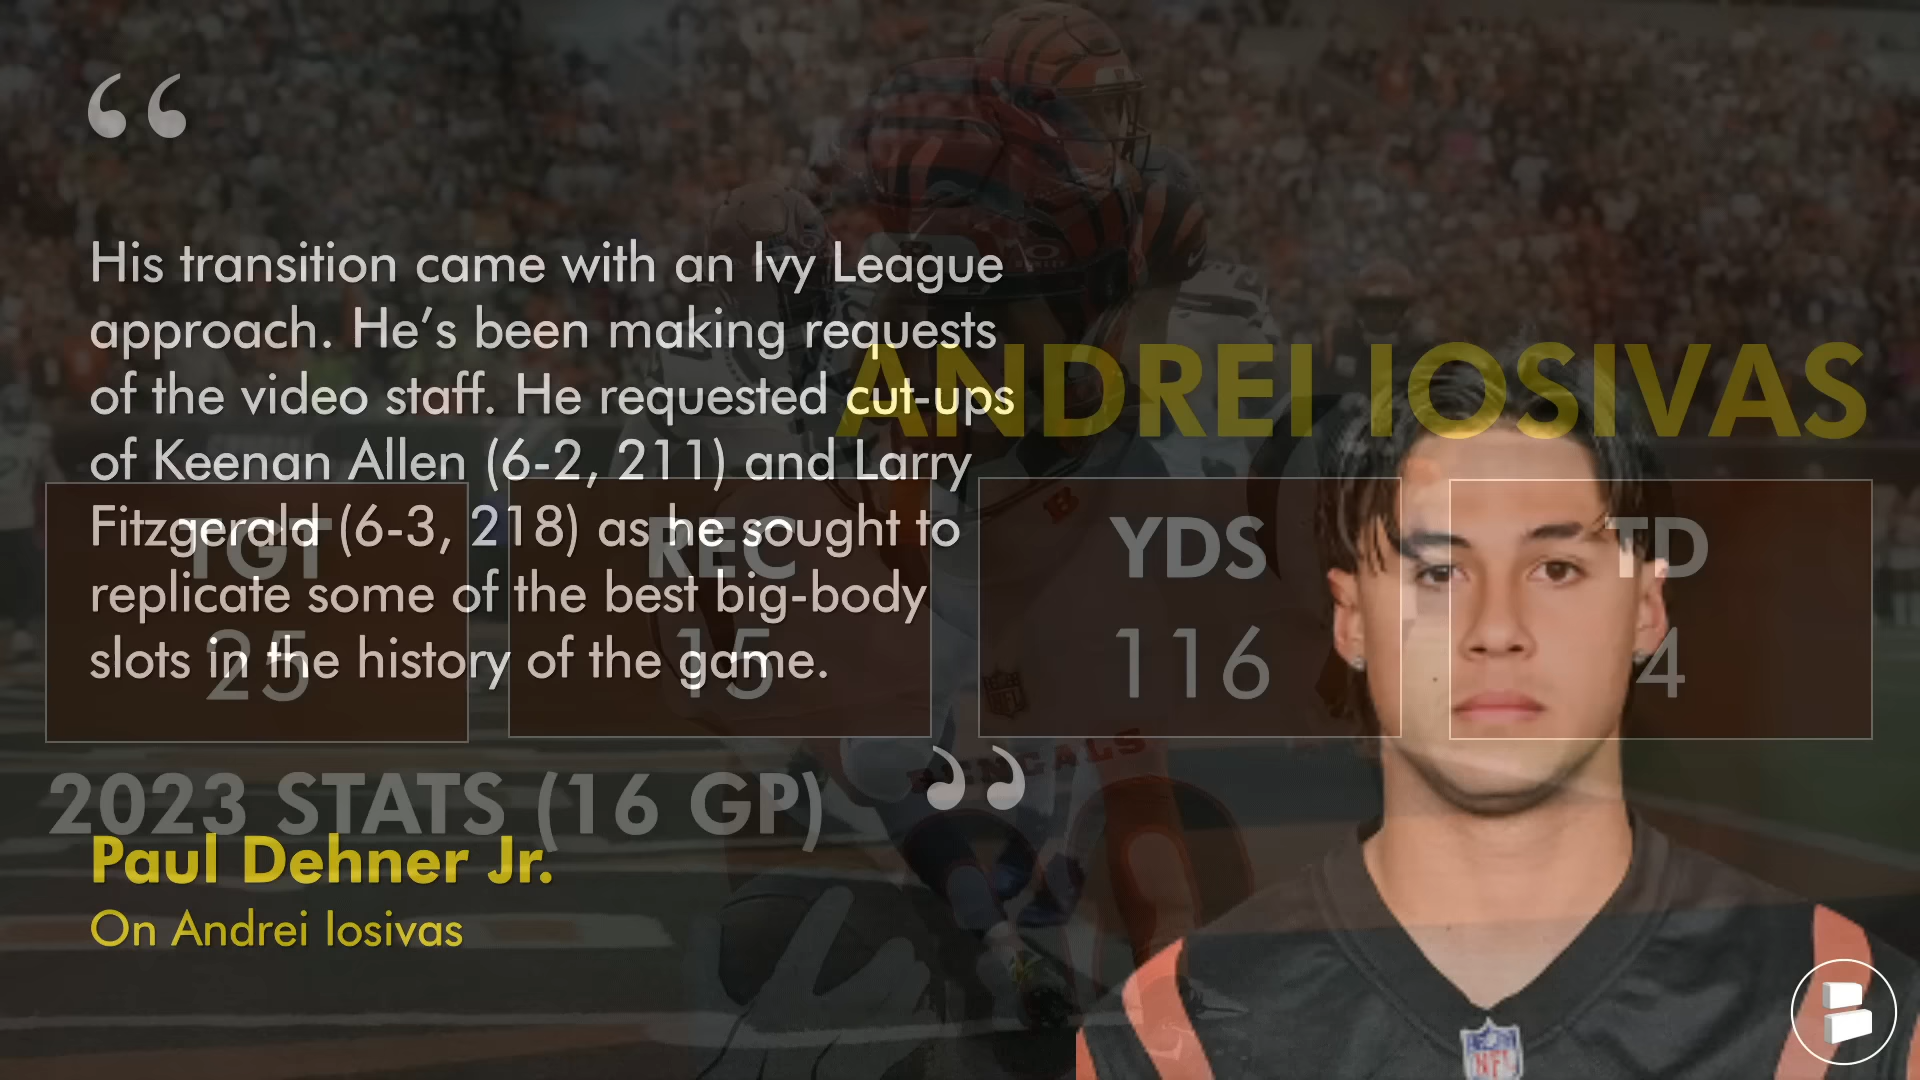 “
His transition came with an Ivy League
approach. He’s been making requests
of the video staff. He requested cut-ups
of Keenan Allen (6-2, 211) and Larry
Fitzgerald (6-3, 218) as he sought to
replicate some of the best big-body
slots in the history of the game.
”
Paul Dehner Jr.
On Andrei Iosivas
ANDREI IOSIVAS
TGT REC YDS TD
25 15 116 4
2023 STATS (16 GP)
BENGALS
NFL